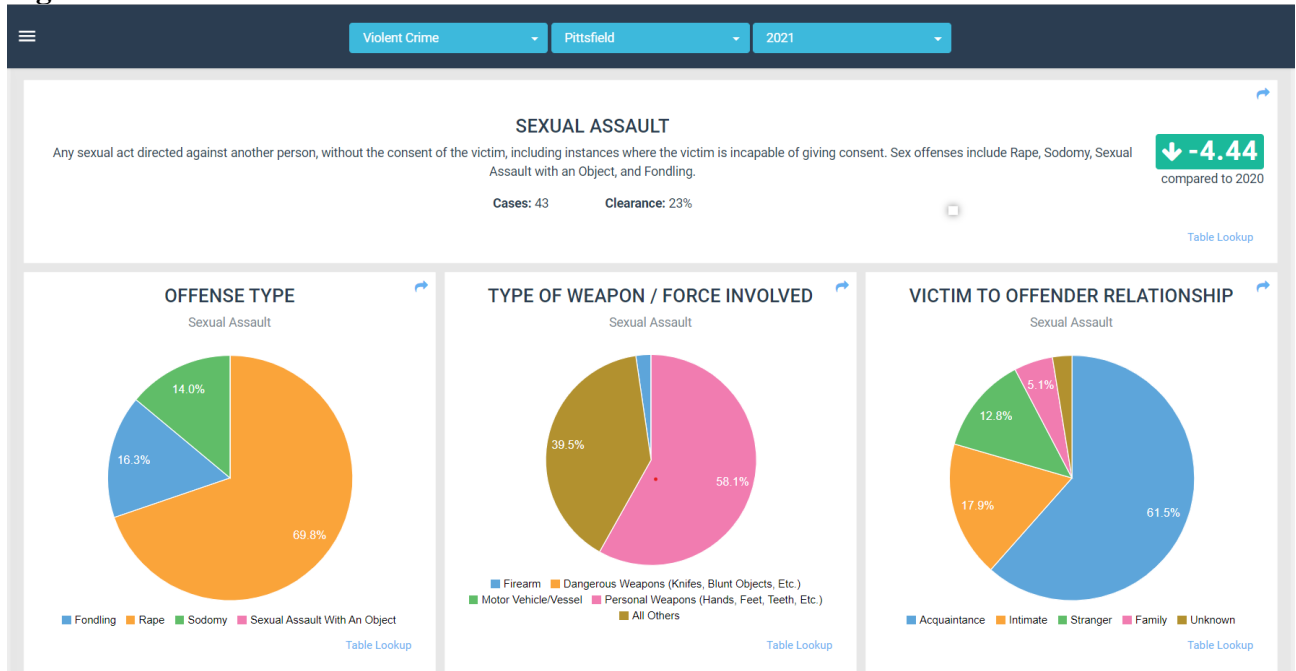 Violent Crime
Pittsfield
2021
SEXUAL ASSAULT
Any sexual act directed against another person, without the consent of the victim, including instances where the victim is incapable of giving consent. Sex offenses include Rape, Sodomy, Sexual
Assault with an Object, and Fondling.
Cases: 43 Clearance: 23%
-4.44
compared to 2020
Table Lookup
OFFENSE TYPE
Sexual Assault
14.0%
16.3%
69.8%
Fondling Rape Sodomy Sexual Assault With An Object
Table Lookup
TYPE OF WEAPON / FORCE INVOLVED
Sexual Assault
39.5%
58.1%
Firearm Dangerous Weapons (Knifes, Blunt Objects, Etc.)
Motor Vehicle/Vessel Personal Weapons (Hands, Feet, Teeth, Etc.)
All Others
Table Lookup
VICTIM TO OFFENDER RELATIONSHIP
Sexual Assault
5.1%
12.8%
17.9%
61.5%
Acquaintance Intimate Stranger Family Unknown
Table Lookup